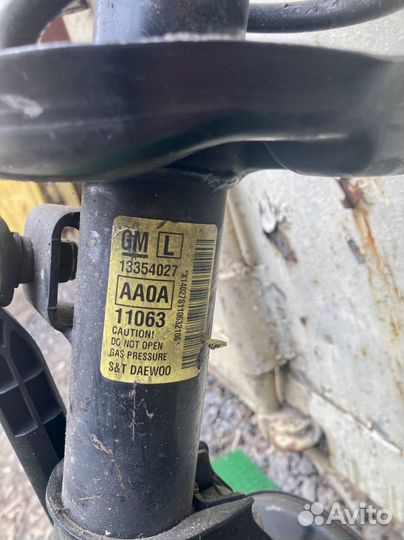 GM L
13354027
AA0A
11063
CAUTION!
DO NOT OPEN
GAS PRESSURE
S&T DAEWOO
Avito